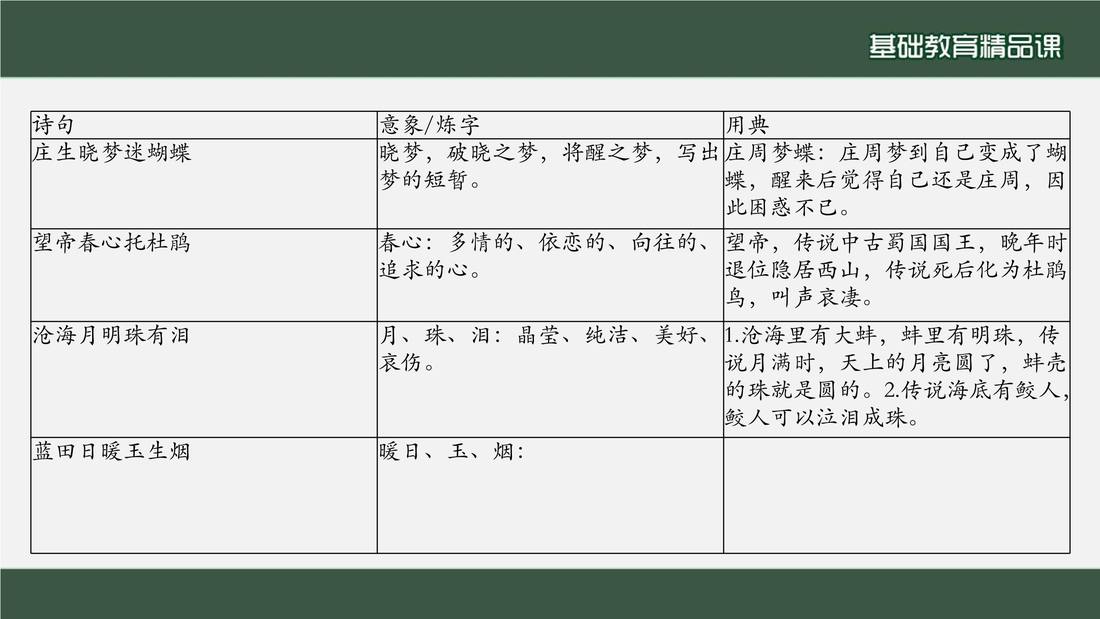 基础教育精品课
诗句
意象/炼字
用典
庄生晓梦迷蝴蝶
晓梦，破晓之梦，将醒之梦，写出
梦的短暂。
庄周梦蝶：庄周梦到自己变成了蝴
蝶，醒来后觉得自己还是庄周，因
此困惑不已。
望帝春心托杜鹃
春心：多情的、依恋的、向往的、
追求的心。
望帝，传说中古蜀国国王，晚年时
退位隐居西山，传说死后化为杜鹃
鸟，叫声哀凄。
沧海月明珠有泪
月、珠、泪：晶莹、纯洁、美好、
哀伤。
1.沧海里有大蚌，蚌里有明珠，传
说月满时，天上的月亮圆了，蚌壳
的珠就是圆的。2.传说海底有鲛人，
鲛人可以泣泪成珠。
蓝田日暖玉生烟
暖日、玉、烟：